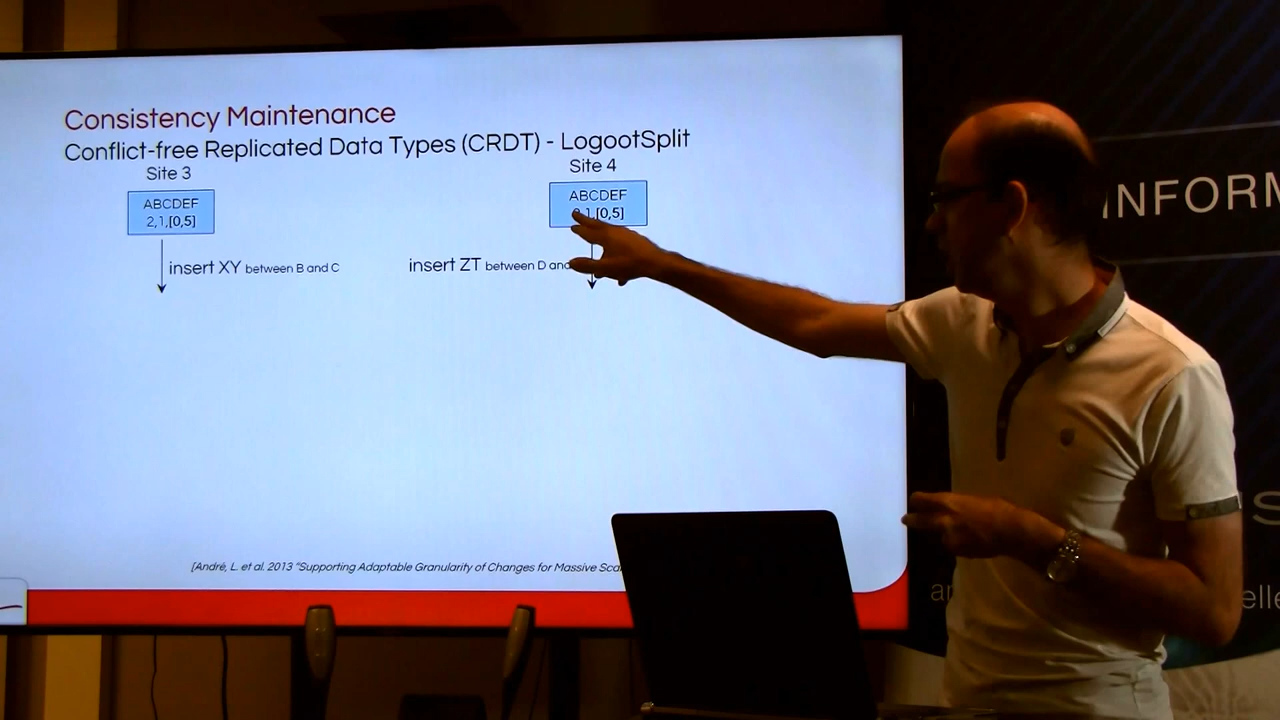 Consistency Maintenance
Conflict-free Replicated Data Types (CRDT) - LogootSplit
Site 3
Site 4
ABCDEF
2,1,[0,5]
ABCDEF
[0,5]
insert XY between B and C
insert ZT between D and
[André, L. et al. 2013 "Supporting Adaptable Granularity of Changes for Massive
INFORM